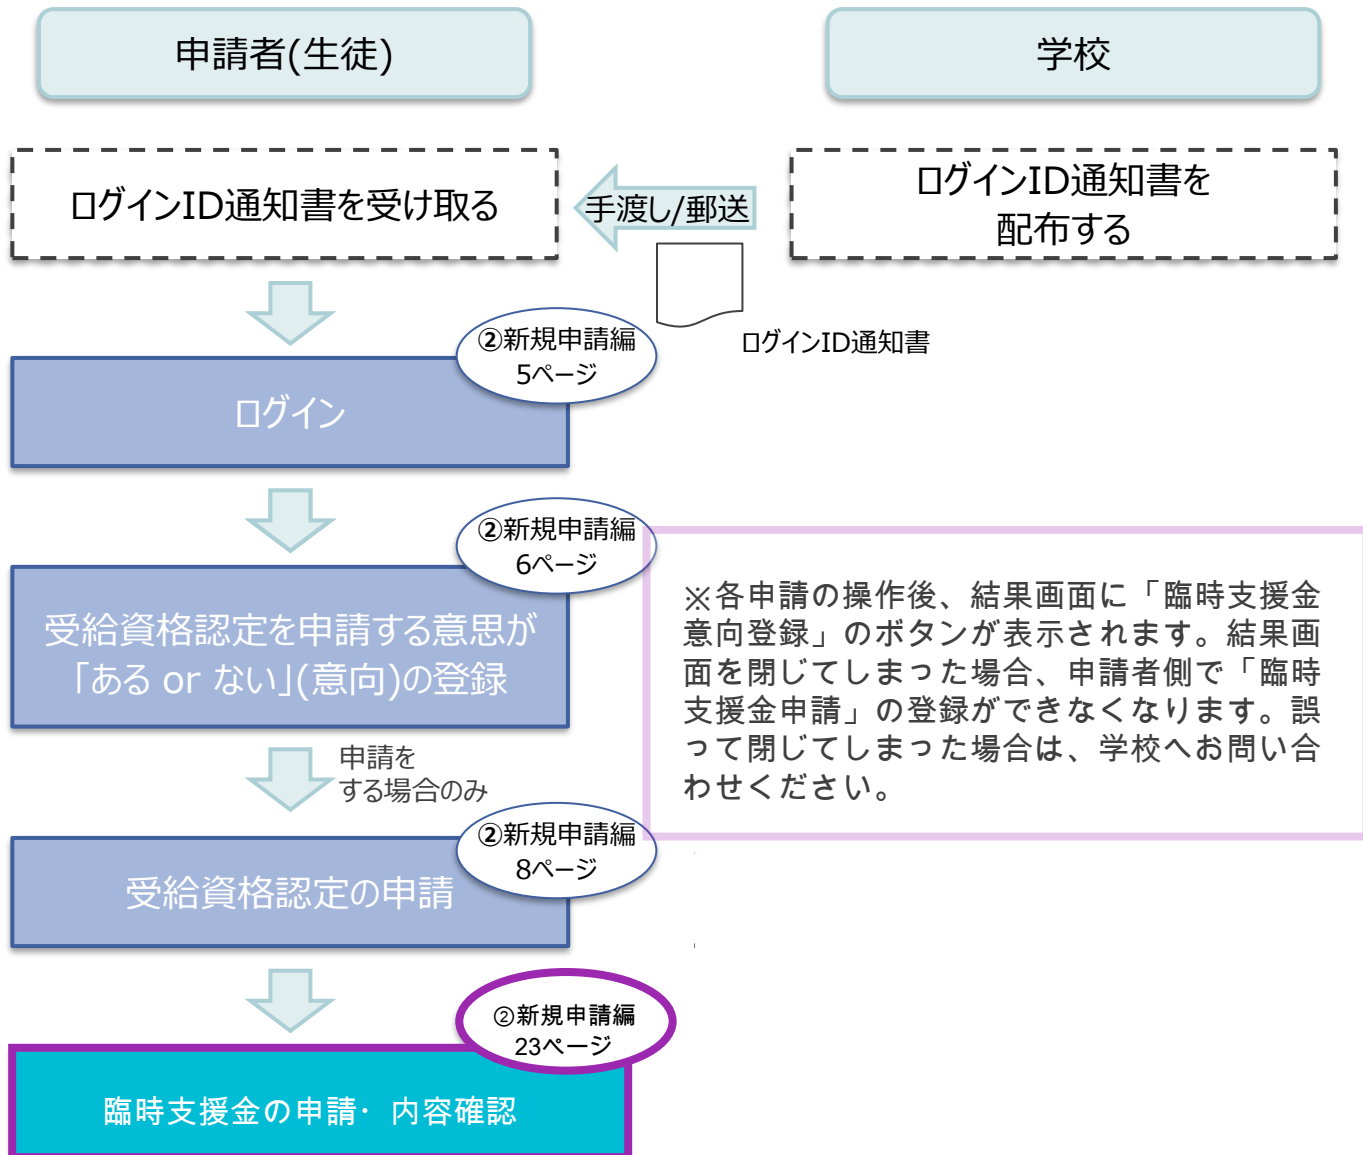 申請者(生徒)
学校
ログインID通知書を受け取る
手渡し/郵送
ログインID通知書を
配布する
ログインID通知書
②新規申請編
5ページ
ログイン
②新規申請編
6ページ
受給資格認定を申請する意思が
「ある or ない」(意向)の登録
※各申請の操作後、結果画面に「臨時支援金
意向登録」のボタンが表示されます。結果画
面を閉じてしまった場合、申請者側で「臨時
支援金申請」の登録ができなくなります。誤
って閉じてしまった場合は、学校へお問い合
わせください。
申請を
する場合のみ
②新規申請編
8ページ
受給資格認定の申請
②新規申請編
23ページ
臨時支援金の申請・ 内容確認